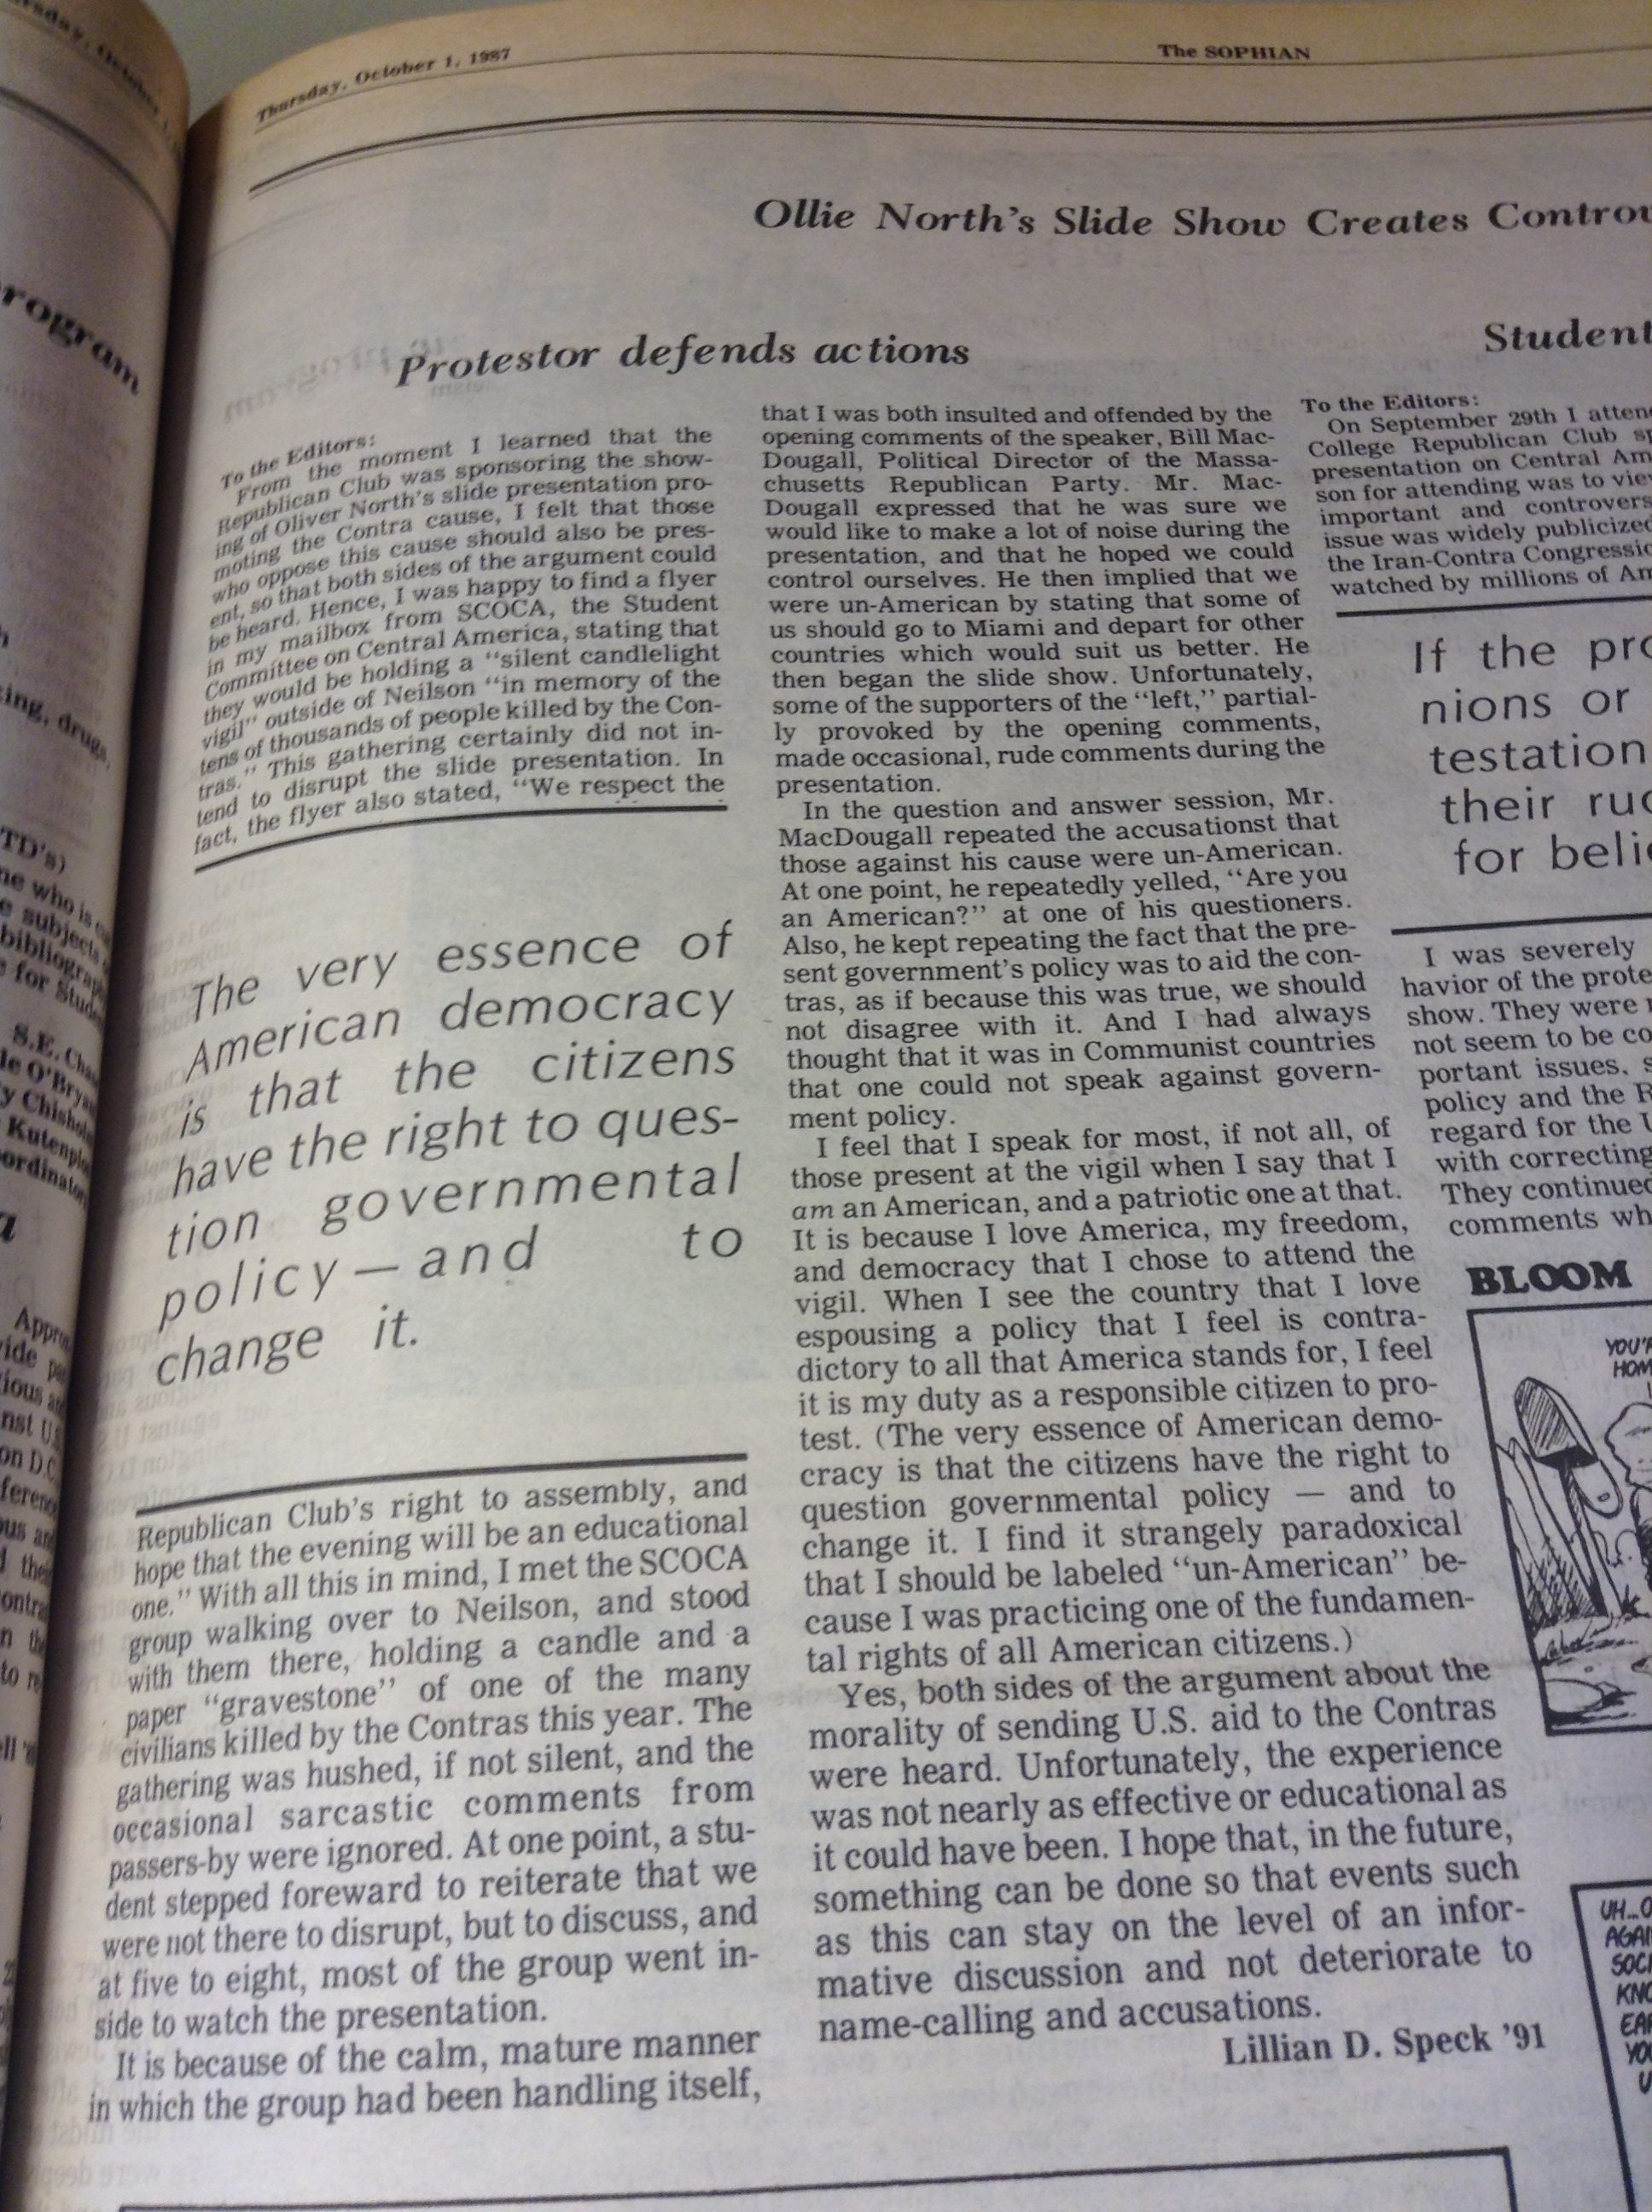 Thursday, October 1, 1987
The SOPHIAN
Ollie North's Slide Show Creates
Protestor defends actions
To the Editors:
From the moment I learned that the
Republican Club was sponsoring the show-
ing of Oliver North's slide presentation pro-
moting the Contra cause, I felt that those
who oppose this cause should also be pres-
ent, so that both sides of the argument could
be heard. Hence, I was happy to find a flyer
in my mailbox from SCOCA, the Student
Committee on Central America, stating that
they would be holding a "silent candlelight
vigil" outside of Neilson "in memory of the
tens of thousands of people killed by the Con-
tras." This gathering certainly did not in-
tend to disrupt the slide presentation. In
fact, the flyer also stated, "We respect the
The very essence of
American democracy
is that the citizens
have the right to ques-
tion governmental
policy—and to
change it.
Republican Club's right to assembly, and
hope that the evening will be an educational
one." With all this in mind, I met the SCOCA
group walking over to Neilson, and stood
with them there, holding a candle and a
paper "gravestone" of one of the many
civilians killed by the Contras this year. The
gathering was hushed, if not silent, and the
occasional sarcastic comments from
passers-by were ignored. At one point, a stu-
dent stepped foreward to reiterate that we
were not there to disrupt, but to discuss, and
at five to eight, most of the group went in-
side to watch the presentation.
It is because of the calm, mature manner
in which the group had been handling itself,
that I was both insulted and offended by the
opening comments of the speaker, Bill Mac-
Dougall, Political Director of the Massa-
chusetts Republican Party. Mr. Mac-
Dougall expressed that he was sure we
would like to make a lot of noise during the
presentation, and that he hoped we could
control ourselves. He then implied that we
were un-American by stating that some of
us should go to Miami and depart for other
countries which would suit us better. He
then began the slide show. Unfortunately,
some of the supporters of the "left," partial-
ly provoked by the opening comments,
made occasional, rude comments during the
presentation.
In the question and answer session, Mr.
MacDougall repeated the accusationst that
those against his cause were un-American.
At one point, he repeatedly yelled, "Are you
an American?" at one of his questioners.
Also, he kept repeating the fact that the pre-
sent government's policy was to aid the con-
tras, as if because this was true, we should
not disagree with it. And I had always
thought that it was in Communist countries
that one could not speak against govern-
ment policy.
I feel that I speak for most, if not all, of
those present at the vigil when I say that I
am an American, and a patriotic one at that.
It is because I love America, my freedom,
and democracy that I chose to attend the
vigil. When I see the country that I love
espousing a policy that I feel is contra-
dictory to all that America stands for, I feel
it is my duty as a responsible citizen to pro-
test. (The very essence of American demo-
cracy is that the citizens have the right to
question governmental policy — and to
change it. I find it strangely paradoxical
that I should be labeled "un-American" be-
cause I was practicing one of the fundamen-
tal rights of all American citizens.)
Yes, both sides of the argument about the
morality of sending U.S. aid to the Contras
were heard. Unfortunately, the experience
was not nearly as effective or educational as
it could have been. I hope that, in the future,
something can be done so that events such
as this can stay on the level of an infor-
mative discussion and not deteriorate to
name-calling and accusations.
Lillian D. Speck '91
Student
To the Editors:
On September 29th I
College Republican Club
presentation on Central
son for attending was to
important and
issue was widely publicized
the Iran-Contra
watched by millions of
If the
nions or
testation
their
for
I was severely
havior of the
show. They were
not seem to be
portant issues,
policy and the
regard for the
with correcting
They continued
comments
BLOOM